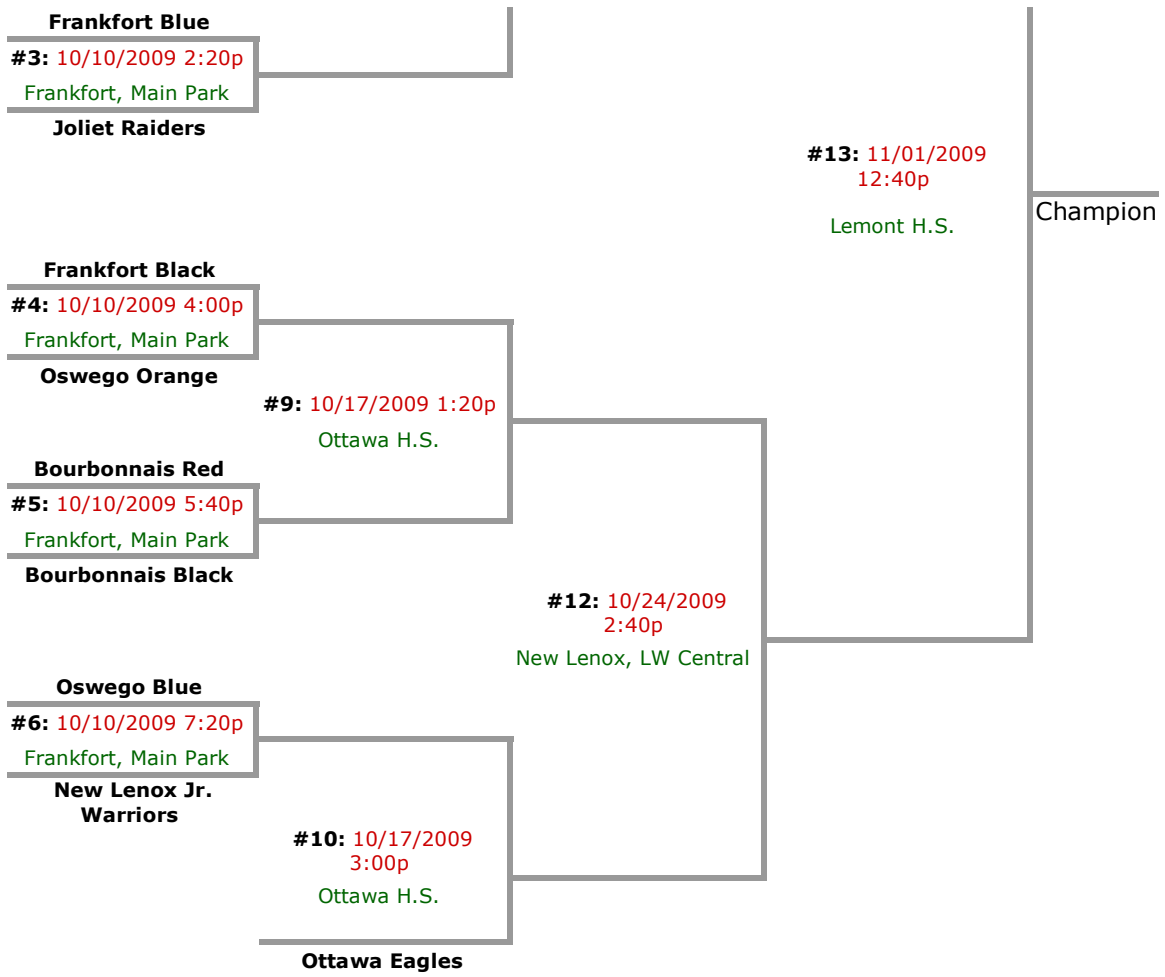 Frankfort Blue
#3: 10/10/2009 2:20p
Frankfort, Main Park
Joliet Raiders
#13: 11/01/2009
12:40p
Lemont H.S.
Champion
Frankfort Black
#4: 10/10/2009 4:00p
Frankfort, Main Park
Oswego Orange
#9: 10/17/2009 1:20p
Ottawa H.S.
Bourbonnais Red
#5: 10/10/2009 5:40p
Frankfort, Main Park
Bourbonnais Black
#12: 10/24/2009
2:40p
New Lenox, LW Central
Oswego Blue
#6: 10/10/2009 7:20p
Frankfort, Main Park
New Lenox Jr.
Warriors
#10: 10/17/2009
3:00p
Ottawa H.S.
Ottawa Eagles